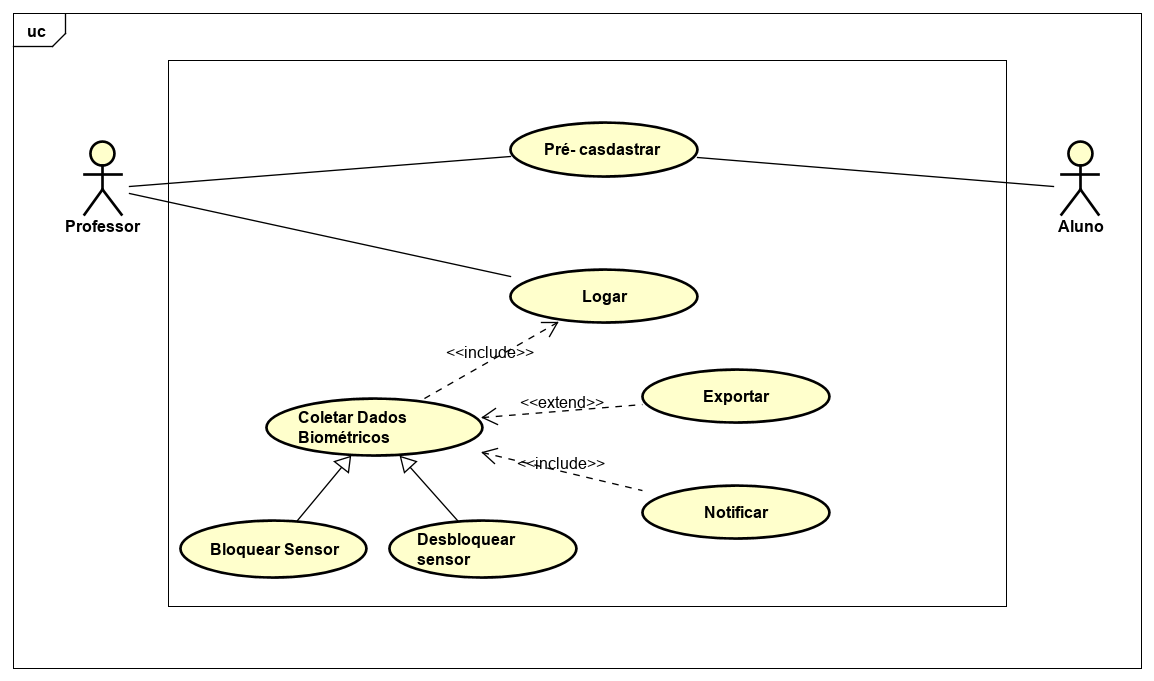 uc
Pré- casdastrar
Professor
Aluno
Logar
<<include>>
Exportar
<<extend>>
Coletar Dados
Biométricos
<<include>>
Notificar
Bloquear Sensor
Desbloquear
sensor